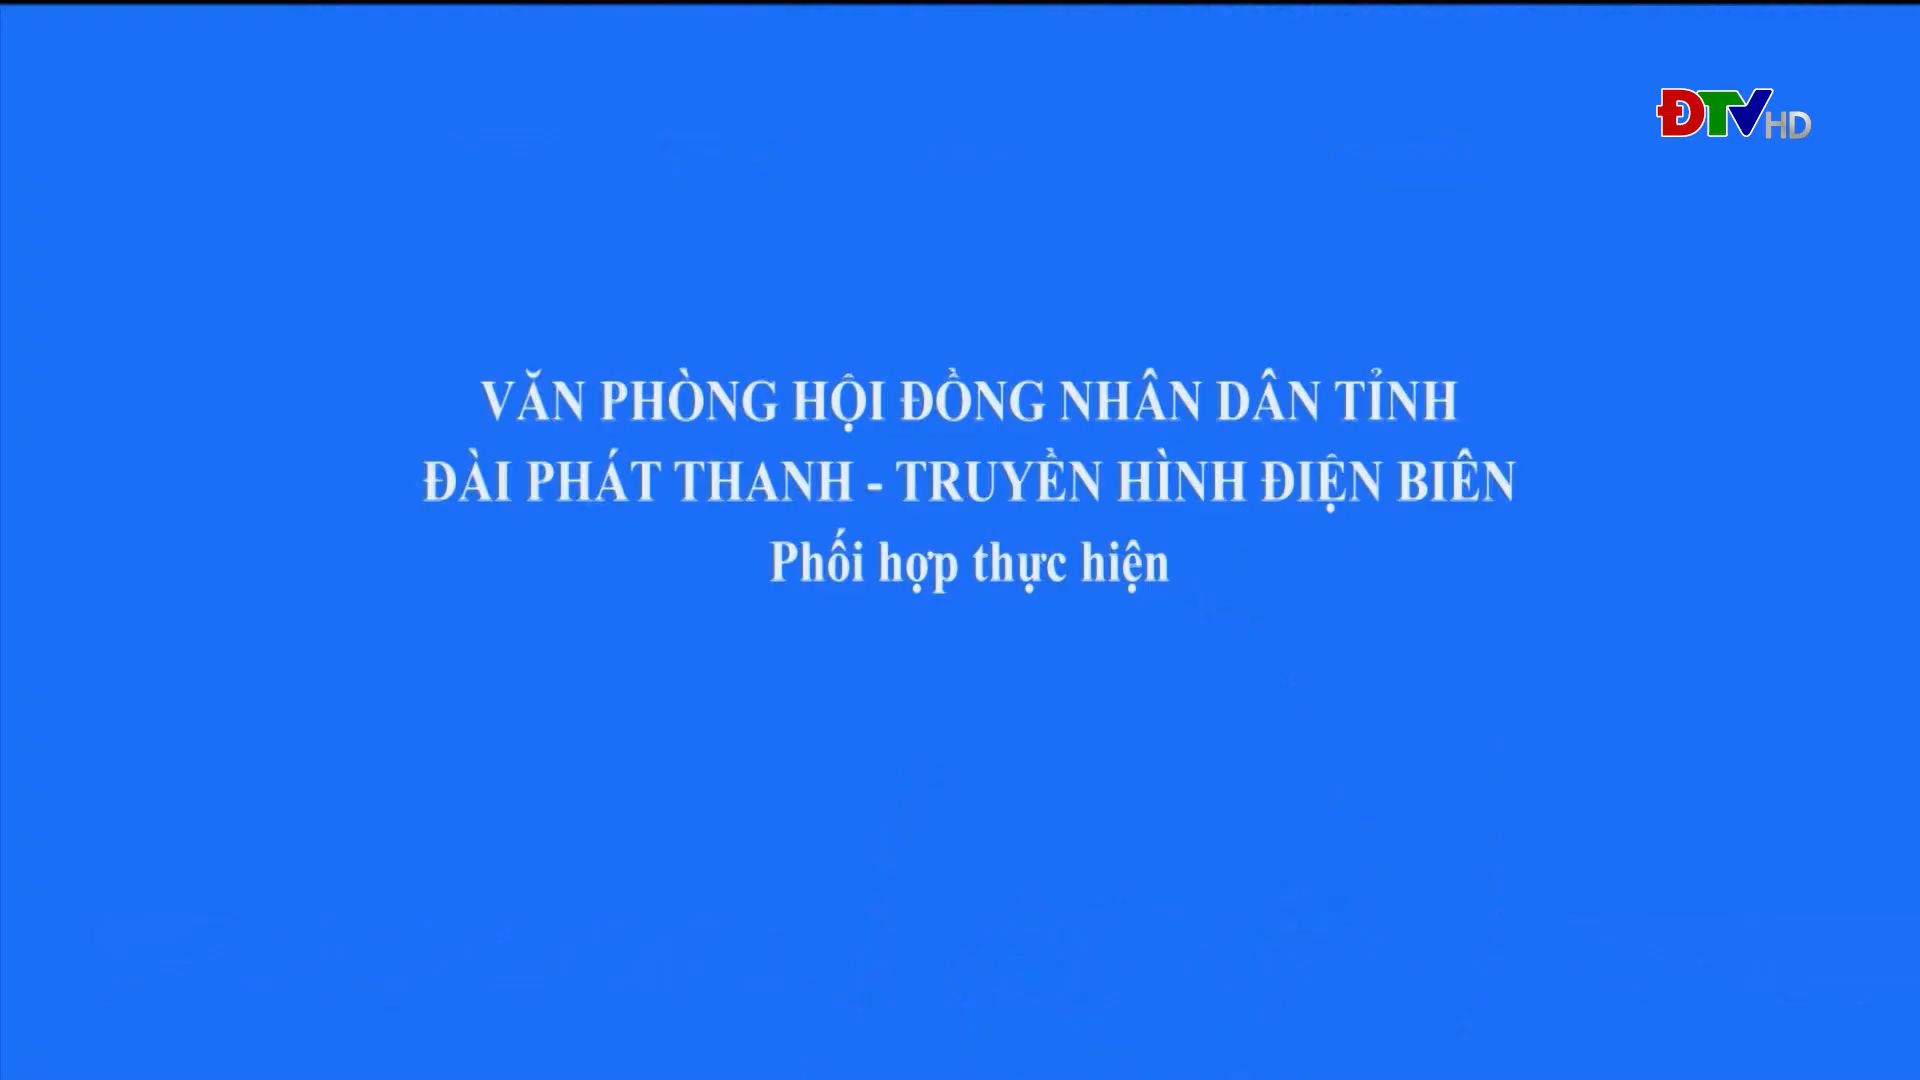 ĐTV HD
VĂN PHÒNG HỘI ĐỒNG NHÂN DÂN TỈNH
ĐÀI PHÁT THANH - TRUYỀN HÌNH ĐIỆN BIÊN
Phối hợp thực hiện